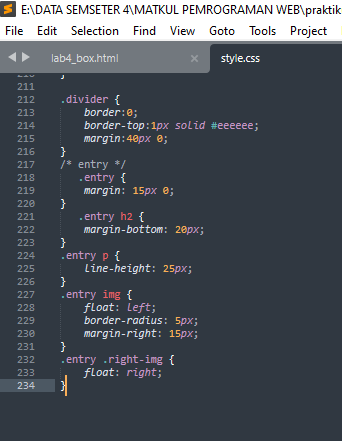 E:\DATA SEMSETER 4\MATKUL PEMROGRAMAN WEB\praktik
File Edit Selection Find View Goto Tools Project
lab4_box.html × style.css
210 }
211
212 .divider {
213 border:0;
214 border-top:1px solid #eeeeee;
215 margin:40px 0;
216 }
217 /* entry */
218 .entry {
219 margin: 15px 0;
220 }
221 .entry h2 {
222 margin-bottom: 20px;
223 }
224 .entry p {
225 line-height: 25px;
226 }
227 .entry img {
228 float: left;
229 border-radius: 5px;
230 margin-right: 15px;
231 }
232 .entry .right-img {
233 float: right;
234 }